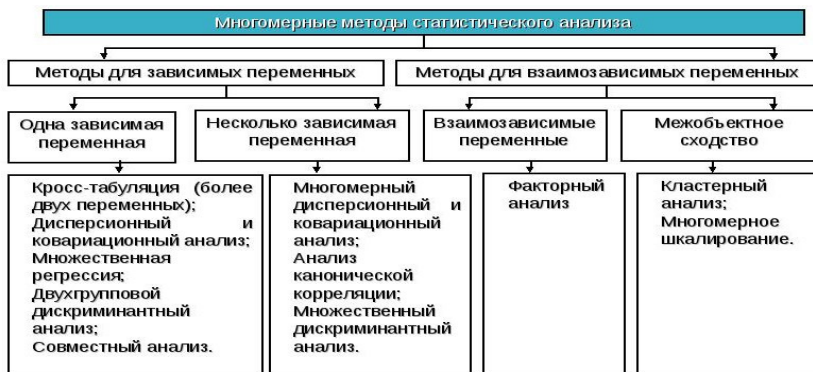 Многомерные методы статистического анализа
Методы для зависимых переменных
Методы для взаимозависимых переменных
Одна зависимая
переменная
Несколько зависимая
переменная
Взаимозависимые
переменные
Межобъектное
сходство
Кросс-табуляция (более
двух переменных);
Дисперсионный и
ковариационный анализ;
Множественная
регрессия;
Двухгрупповой
дискриминантный
анализ;
Совместный анализ.
Многомерный
дисперсионный и
ковариационный
анализ;
Анализ
канонической
корреляции;
Множественный
дискриминантный
анализ.
Факторный
анализ
Кластерный
анализ;
Многомерное
шкалирование.